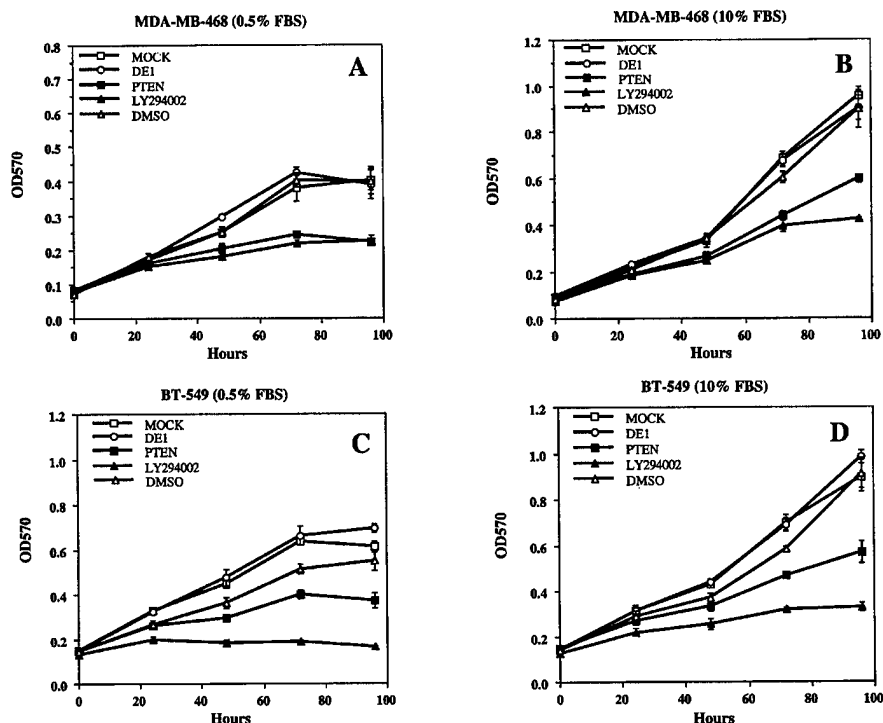 MDA-MB-468 (0.5% FBS)
A
MOCK
DE1
PTEN
LY294002
DMSO
OD570
0.8
0.7
0.6
0.5
0.4
0.3
0.2
0.1
0.0
0 20 40 60 80 100
Hours
MDA-MB-468 (10% FBS)
B
MOCK
DE1
PTEN
LY294002
DMSO
OD570
1.2
1.0
0.8
0.6
0.4
0.2
0.0
0 20 40 60 80 100
Hours
BT-549 (0.5% FBS)
C
MOCK
DE1
PTEN
LY294002
DMSO
OD570
1.2
1.0
0.8
0.6
0.4
0.2
0.0
0 20 40 60 80 100
Hours
BT-549 (10% FBS)
D
MOCK
DE1
PTEN
LY294002
DMSO
OD570
1.2
1.0
0.8
0.6
0.4
0.2
0.0
0 20 40 60 80 100
Hours